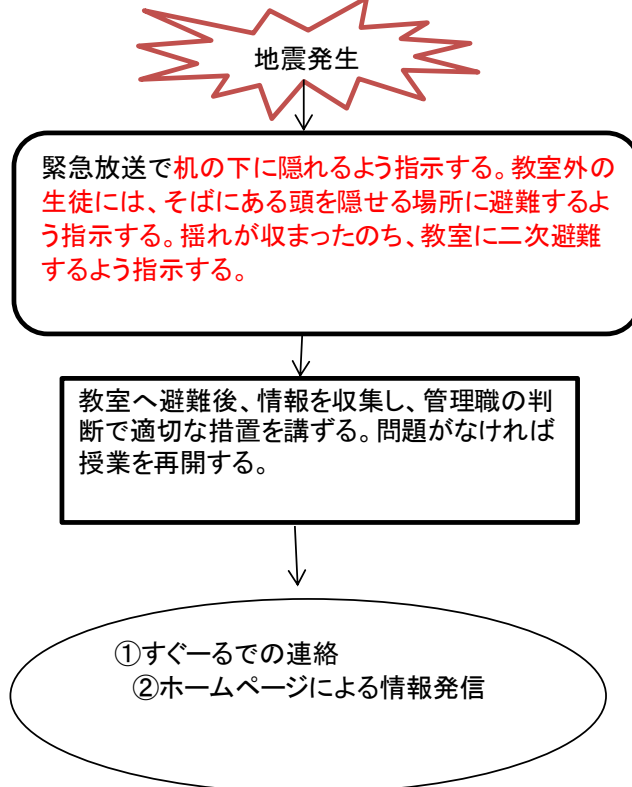 地震発生
緊急放送で机の下に隠れるよう指示する。教室外の
生徒には、そばにある頭を隠せる場所に避難するよ
う指示する。揺れが収まったのち、教室に二次避難
するよう指示する。
教室へ避難後、情報を収集し、管理職の判
断で適切な措置を講ずる。問題がなければ
授業を再開する。
①すぐーるでの連絡
②ホームページによる情報発信